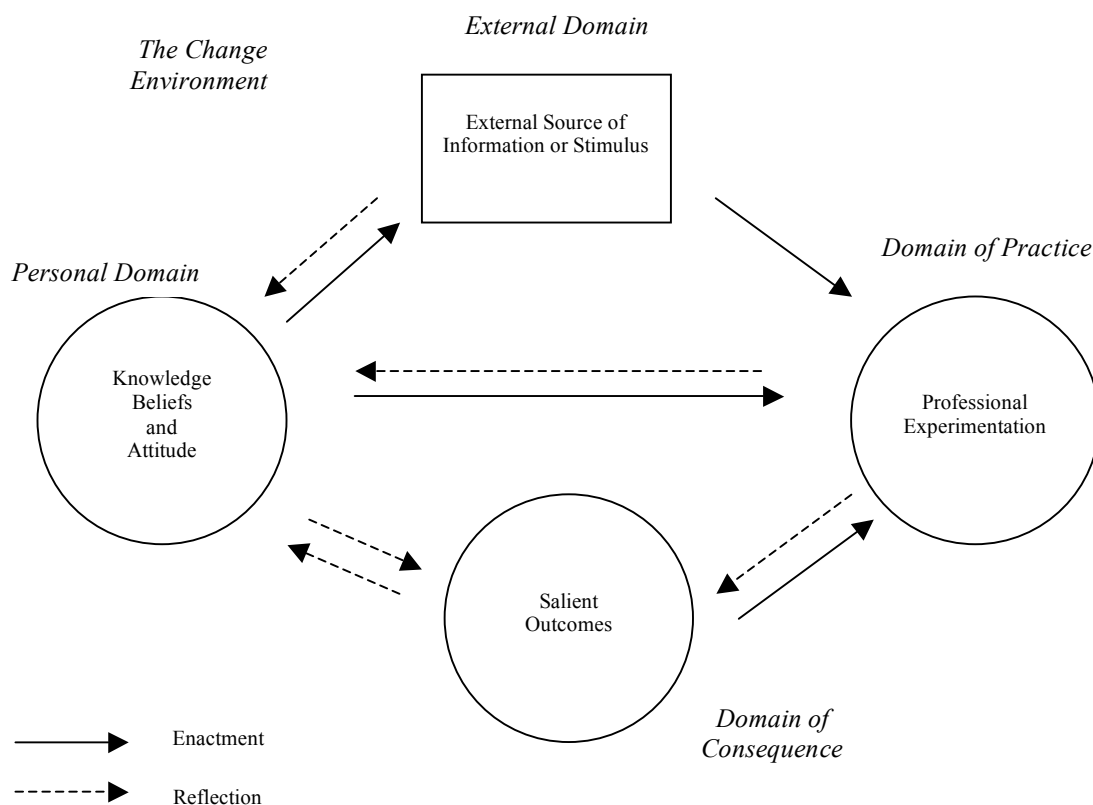 External Domain
The Change
Environment
External Source of
Information or Stimulus
Personal Domain
Domain of Practice
Knowledge
Beliefs
and
Attitude
Professional
Experimentation
Salient
Outcomes
Domain of
Consequence
Enactment
Reflection